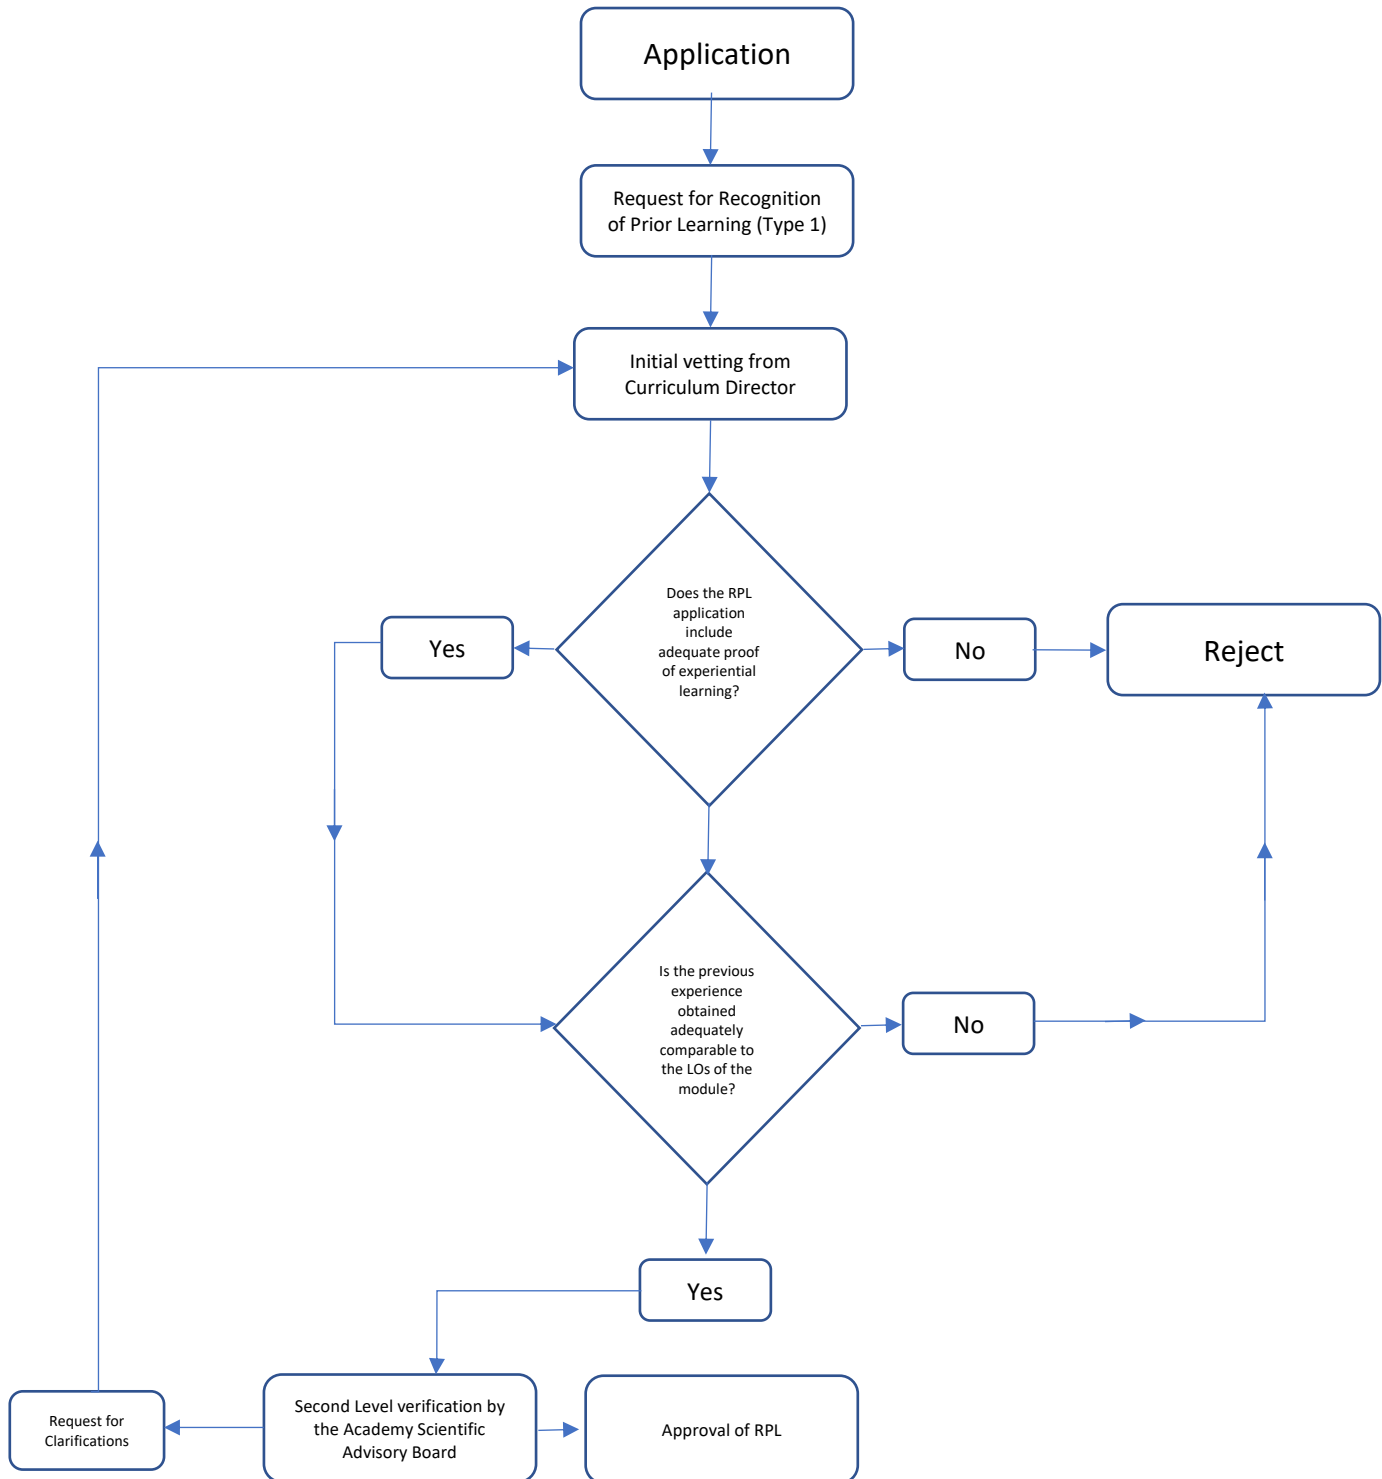 Application
Request for Recognition
of Prior Learning (Type 1)
Initial vetting from
Curriculum Director
Does the RPL
application
include
adequate proof
of experiential
learning?
Yes
No
Reject
Is the previous
experience
obtained
adequately
comparable to
the LOs of the
module?
No
Yes
Request for
Clarifications
Second Level verification by
the Academy Scientific
Advisory Board
Approval of RPL